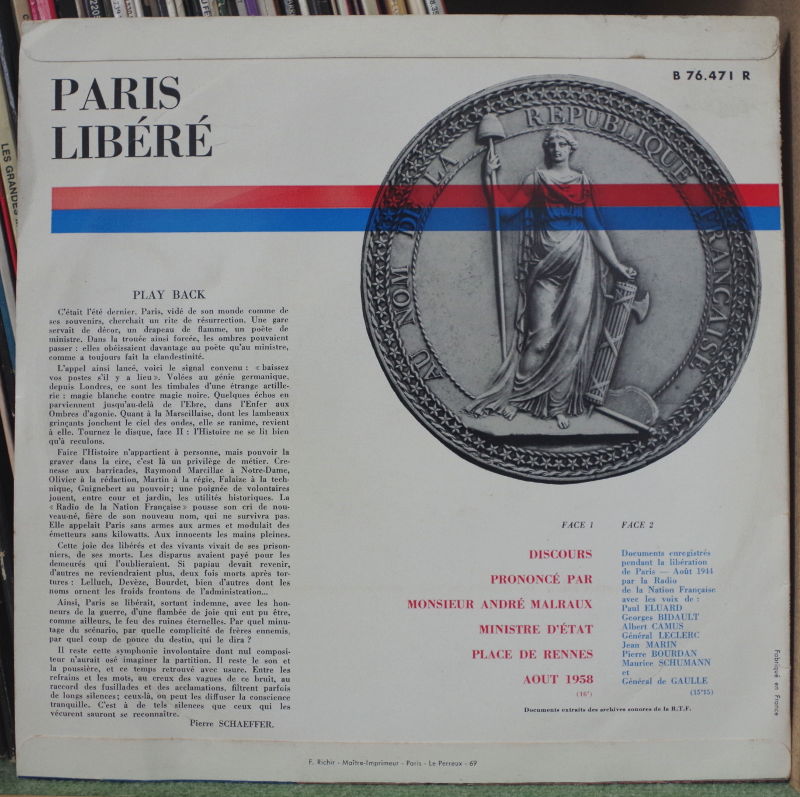 B 76.471 R
PARIS
LIBÉRÉ
AU NOM DE LA RÉPUBLIQUE FRANÇAISE
LES GRANDES
PLAY BACK
C'était l'été dernier. Paris, vidé de son monde comme de
ses souvenirs, cherchait un rite de résurrection. Une gare
servait de décor, un drapeau de flamme, un poète de
ministre. Dans la trouée ainsi forcée, les ombres pouvaient
passer : elles obéissaient davantage au poète qu'au ministre,
comme a toujours fait la clandestinité.
L'appel ainsi lancé, voici le signal convenu : « baissez
vos postes s'il y a lieu ». Volées au génie germanique,
depuis Londres, ce sont les timbales d'une étrange artille-
rie : magie blanche contre magie noire. Quelques échos en
parviennent jusqu'au-delà de l'Ebre, dans l'Enfer aux
Ombres d'agonie. Quant à la Marseillaise, dont les lambeaux
grinçants jonchent le ciel des ondes, elle se ranime, revient
à elle. Tournez le disque, face II : l'Histoire ne se lit bien
qu'à reculons.
Faire l'Histoire n'appartient à personne, mais pouvoir la
graver dans la cire, c'est là un privilège de métier. Cre-
nesse aux barricades, Raymond Marcillac à Notre-Dame,
Olivier à la rédaction, Martin à la régie, Falaize à la tech-
nique, Guignebert au pouvoir; une poignée de volontaires
jouent, entre cour et jardin, les utilités historiques. La
« Radio de la Nation Française » pousse son cri de nou-
veau-né, fière de son nouveau nom, qui ne survivra pas.
Elle appelait Paris sans armes aux armes et modulait des
émetteurs sans kilowatts. Aux innocents les mains pleines.
Cette joie des libérés et des vivants vivait de ses prison-
niers, de ses morts. Les disparus avaient payé pour les
demeurés qui l'oublieraient. Si papiau devait revenir,
d'autres ne reviendraient plus, deux fois morts après tor-
tures : Lelluch, Devèze, Bourdet, bien d'autres dont les
noms ornent les froids frontons de l'administration...
Ainsi, Paris se libérait, sortant indemne, avec les hon-
neurs de la guerre, d'une flambée de joie qui eut pu être,
comme ailleurs, le feu des ruines éternelles. Par quel minu-
tage du scénario, par quelle complicité de frères ennemis,
par quel coup de pouce du destin, qui le dira ?
Il reste cette symphonie involontaire dont nul composi-
teur n'aurait osé imaginer la partition. Il reste le son et
la poussière, et ce temps retrouvé avec usure. Entre les
refrains et les mots, au creux des vagues de ce bruit, au
raccord des fusillades et des acclamations, filtrent parfois
de longs silences; ceux-là, on peut les diffuser la conscience
tranquille. C'est à de tels silences que ceux qui les
vécurent sauront se reconnaître.
Pierre SCHAEFFER.
FACE 1
DISCOURS
PRONONCÉ PAR
MONSIEUR ANDRÉ MALRAUX
MINISTRE D'ÉTAT
PLACE DE RENNES
AOUT 1958
(16')
FACE 2
Documents enregistrés
pendant la libération
de Paris — Août 1944
par la Radio
de la Nation Française
avec les voix de :
Paul ELUARD
Georges BIDAULT
Albert CAMUS
Général LECLERC
Jean MARIN
Pierre BOURDAN
Maurice SCHUMANN
et
Général de GAULLE
(15'15)
Documents extraits des archives sonores de la R.T.F.
Fabriqué en France
F. Richir - Maître-Imprimeur - Paris - Le Perreux - 69